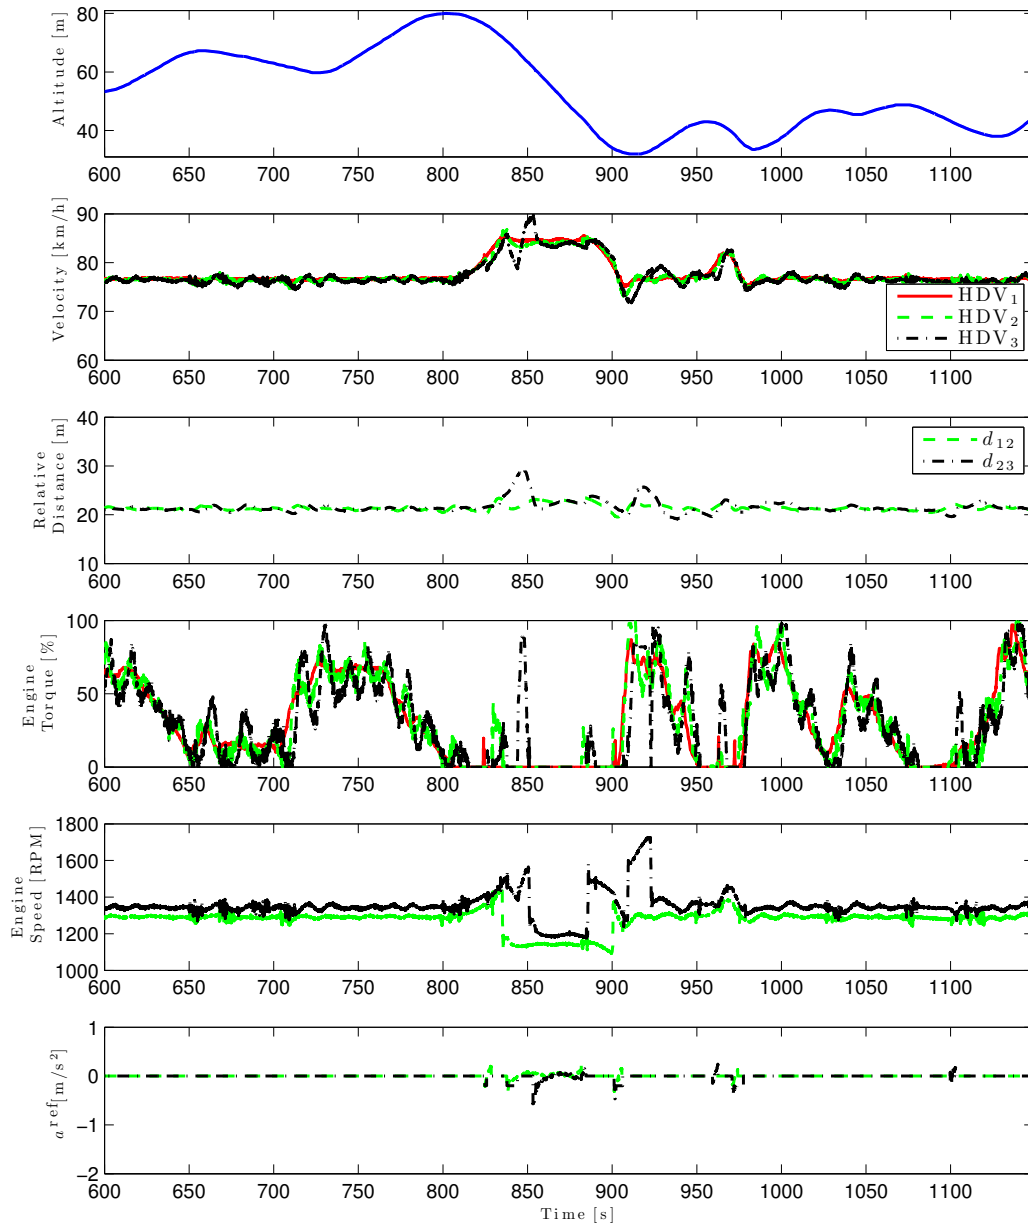 80
60
40
Altitude [m]
600 650 700 750 800 850 900 950 1000 1050 1100
90
80
70
60
Velocity [km/h]
HDV₁
HDV₂
HDV₃
600 650 700 750 800 850 900 950 1000 1050 1100
40
30
20
10
Relative
Distance [m]
d₁₂
d₂₃
600 650 700 750 800 850 900 950 1000 1050 1100
100
50
0
Engine
Torque [%]
600 650 700 750 800 850 900 950 1000 1050 1100
1800
1600
1400
1200
1000
Engine
Speed [RPM]
600 650 700 750 800 850 900 950 1000 1050 1100
1
0
−1
−2
aʳᵉᶠ[m/s²]
600 650 700 750 800 850 900 950 1000 1050 1100
Time [s]